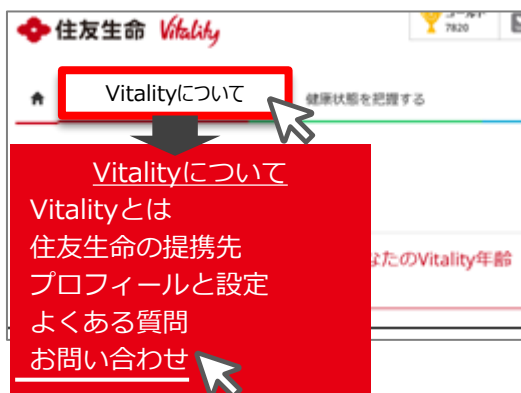 住友生命 Vitality
7820
Vitalityについて
健康状態を把握する
Vitalityについて
Vitalityとは
住友生命の提携先
プロフィールと設定
よくある質問
お問い合わせ
なたのVitality年齢